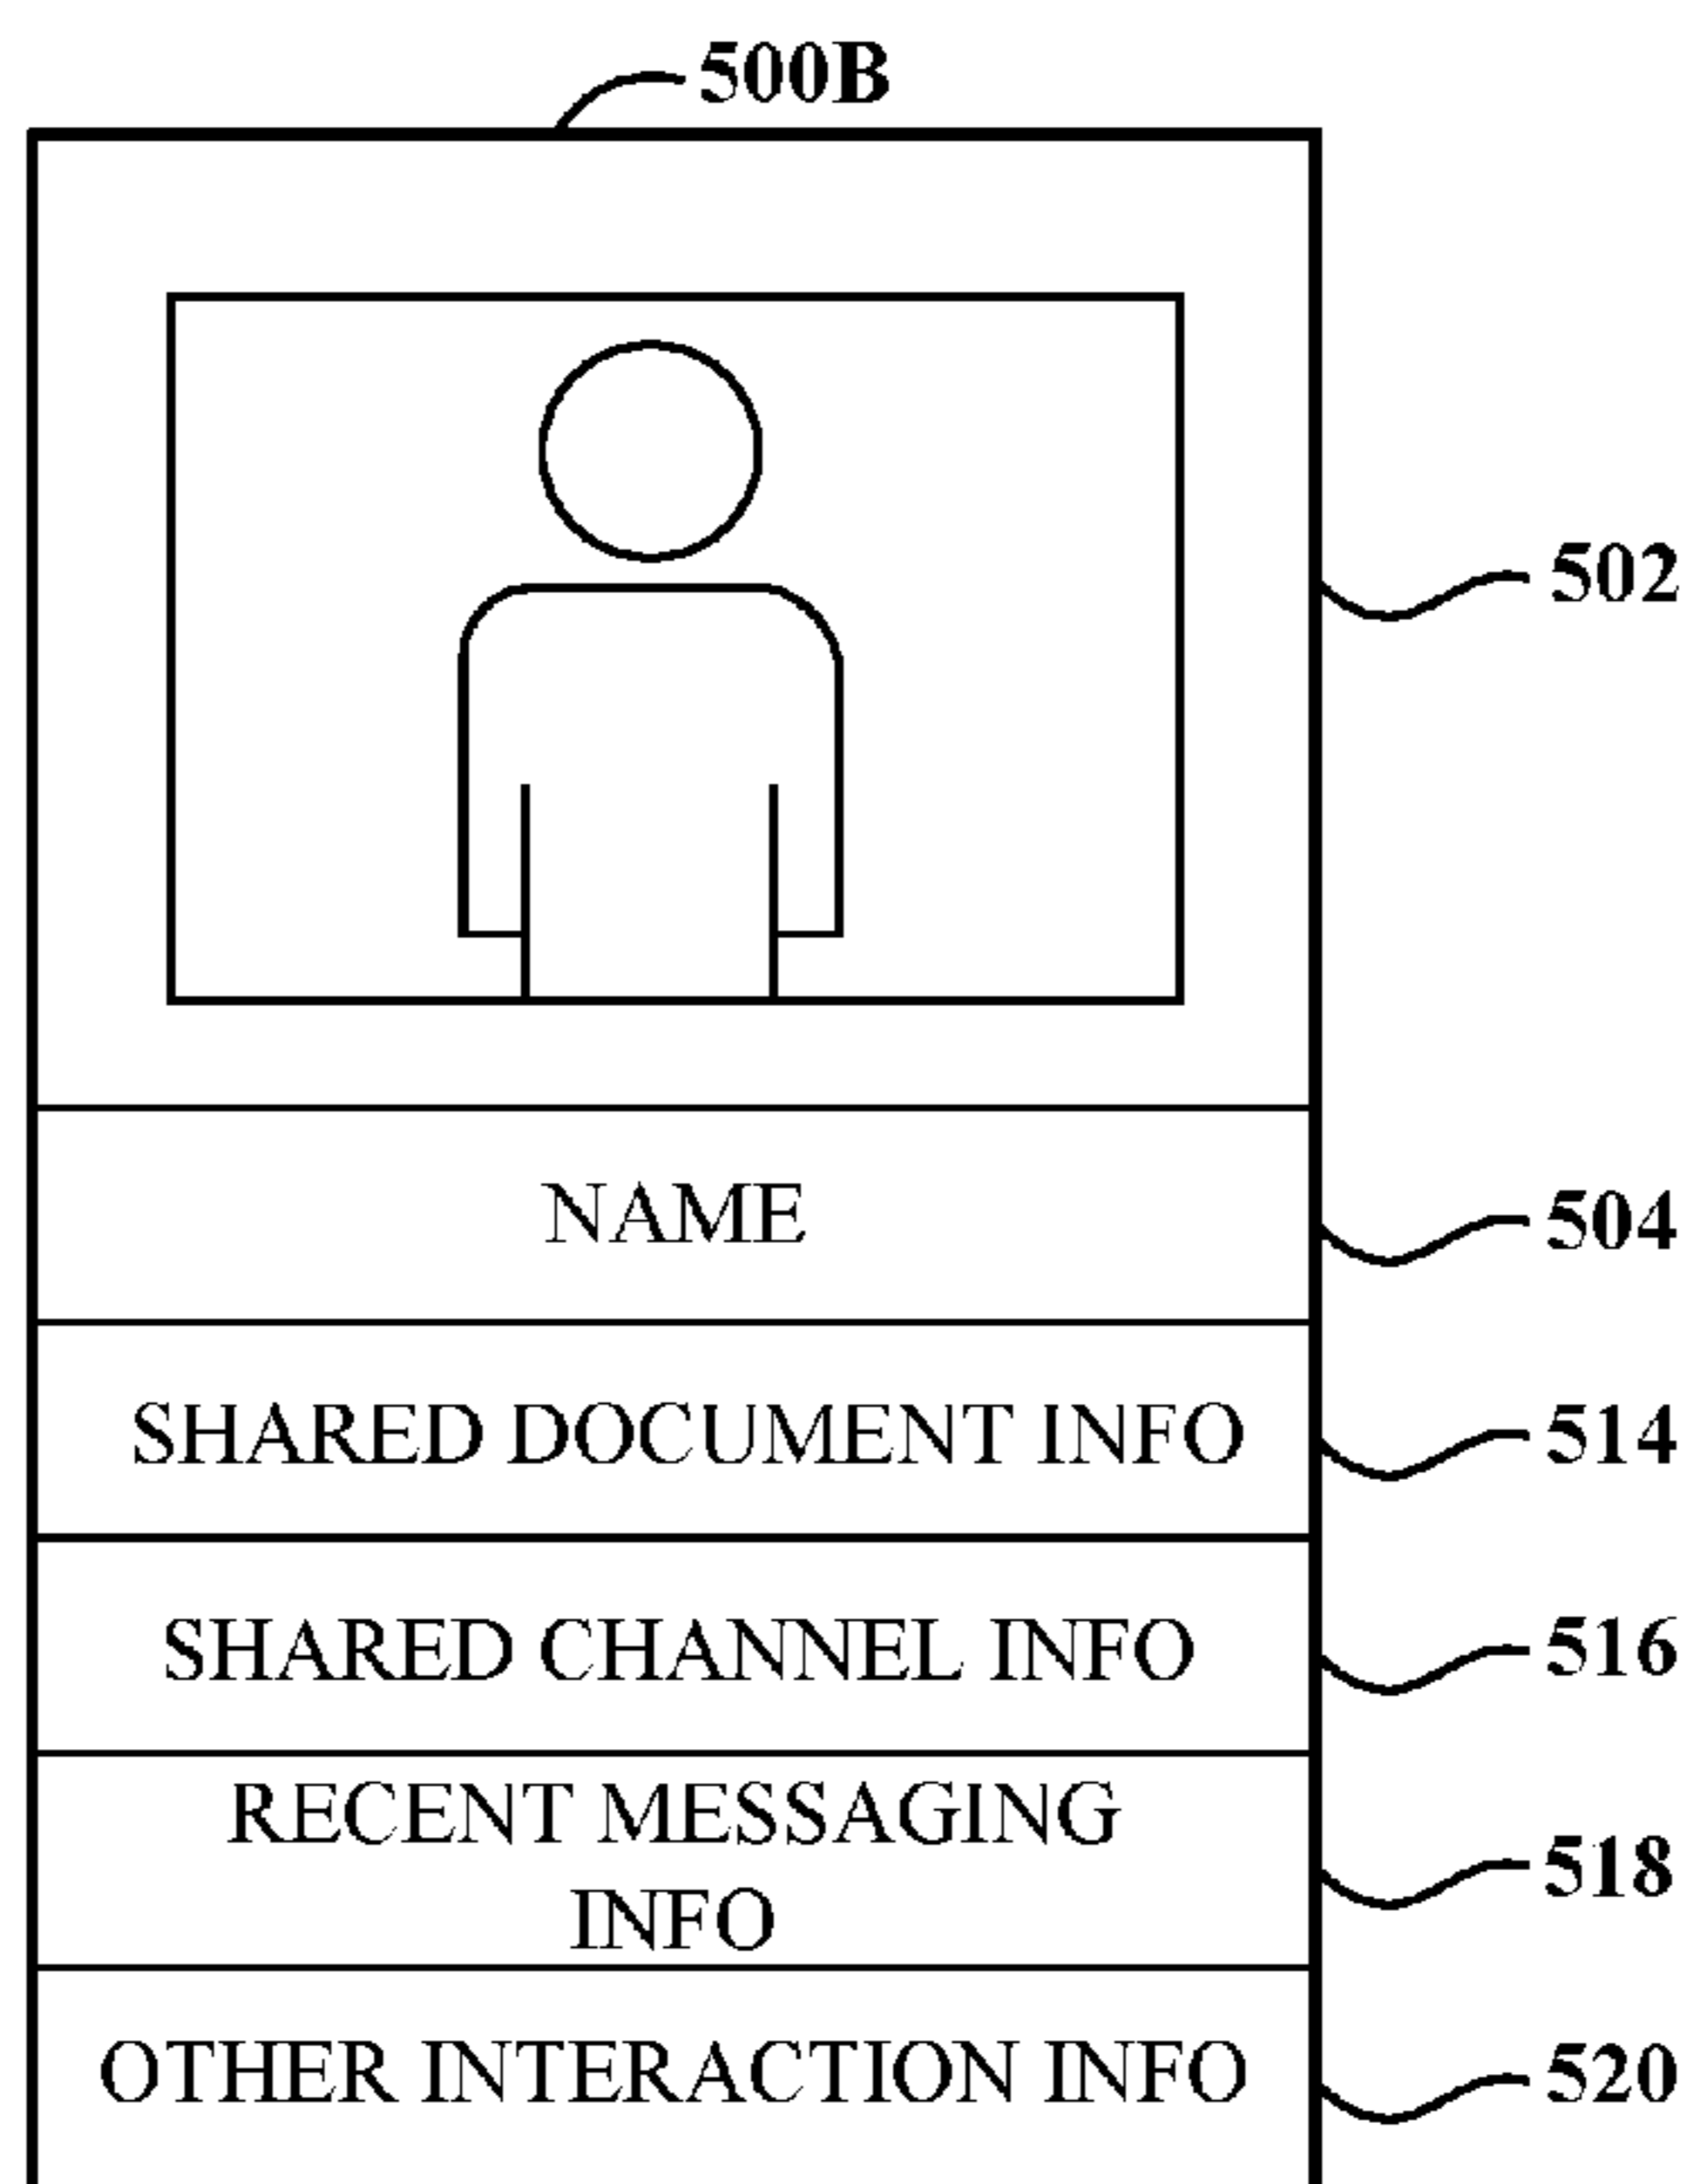 500B
502
NAME
504
SHARED DOCUMENT INFO
514
SHARED CHANNEL INFO
516
RECENT MESSAGING
INFO
518
OTHER INTERACTION INFO
520